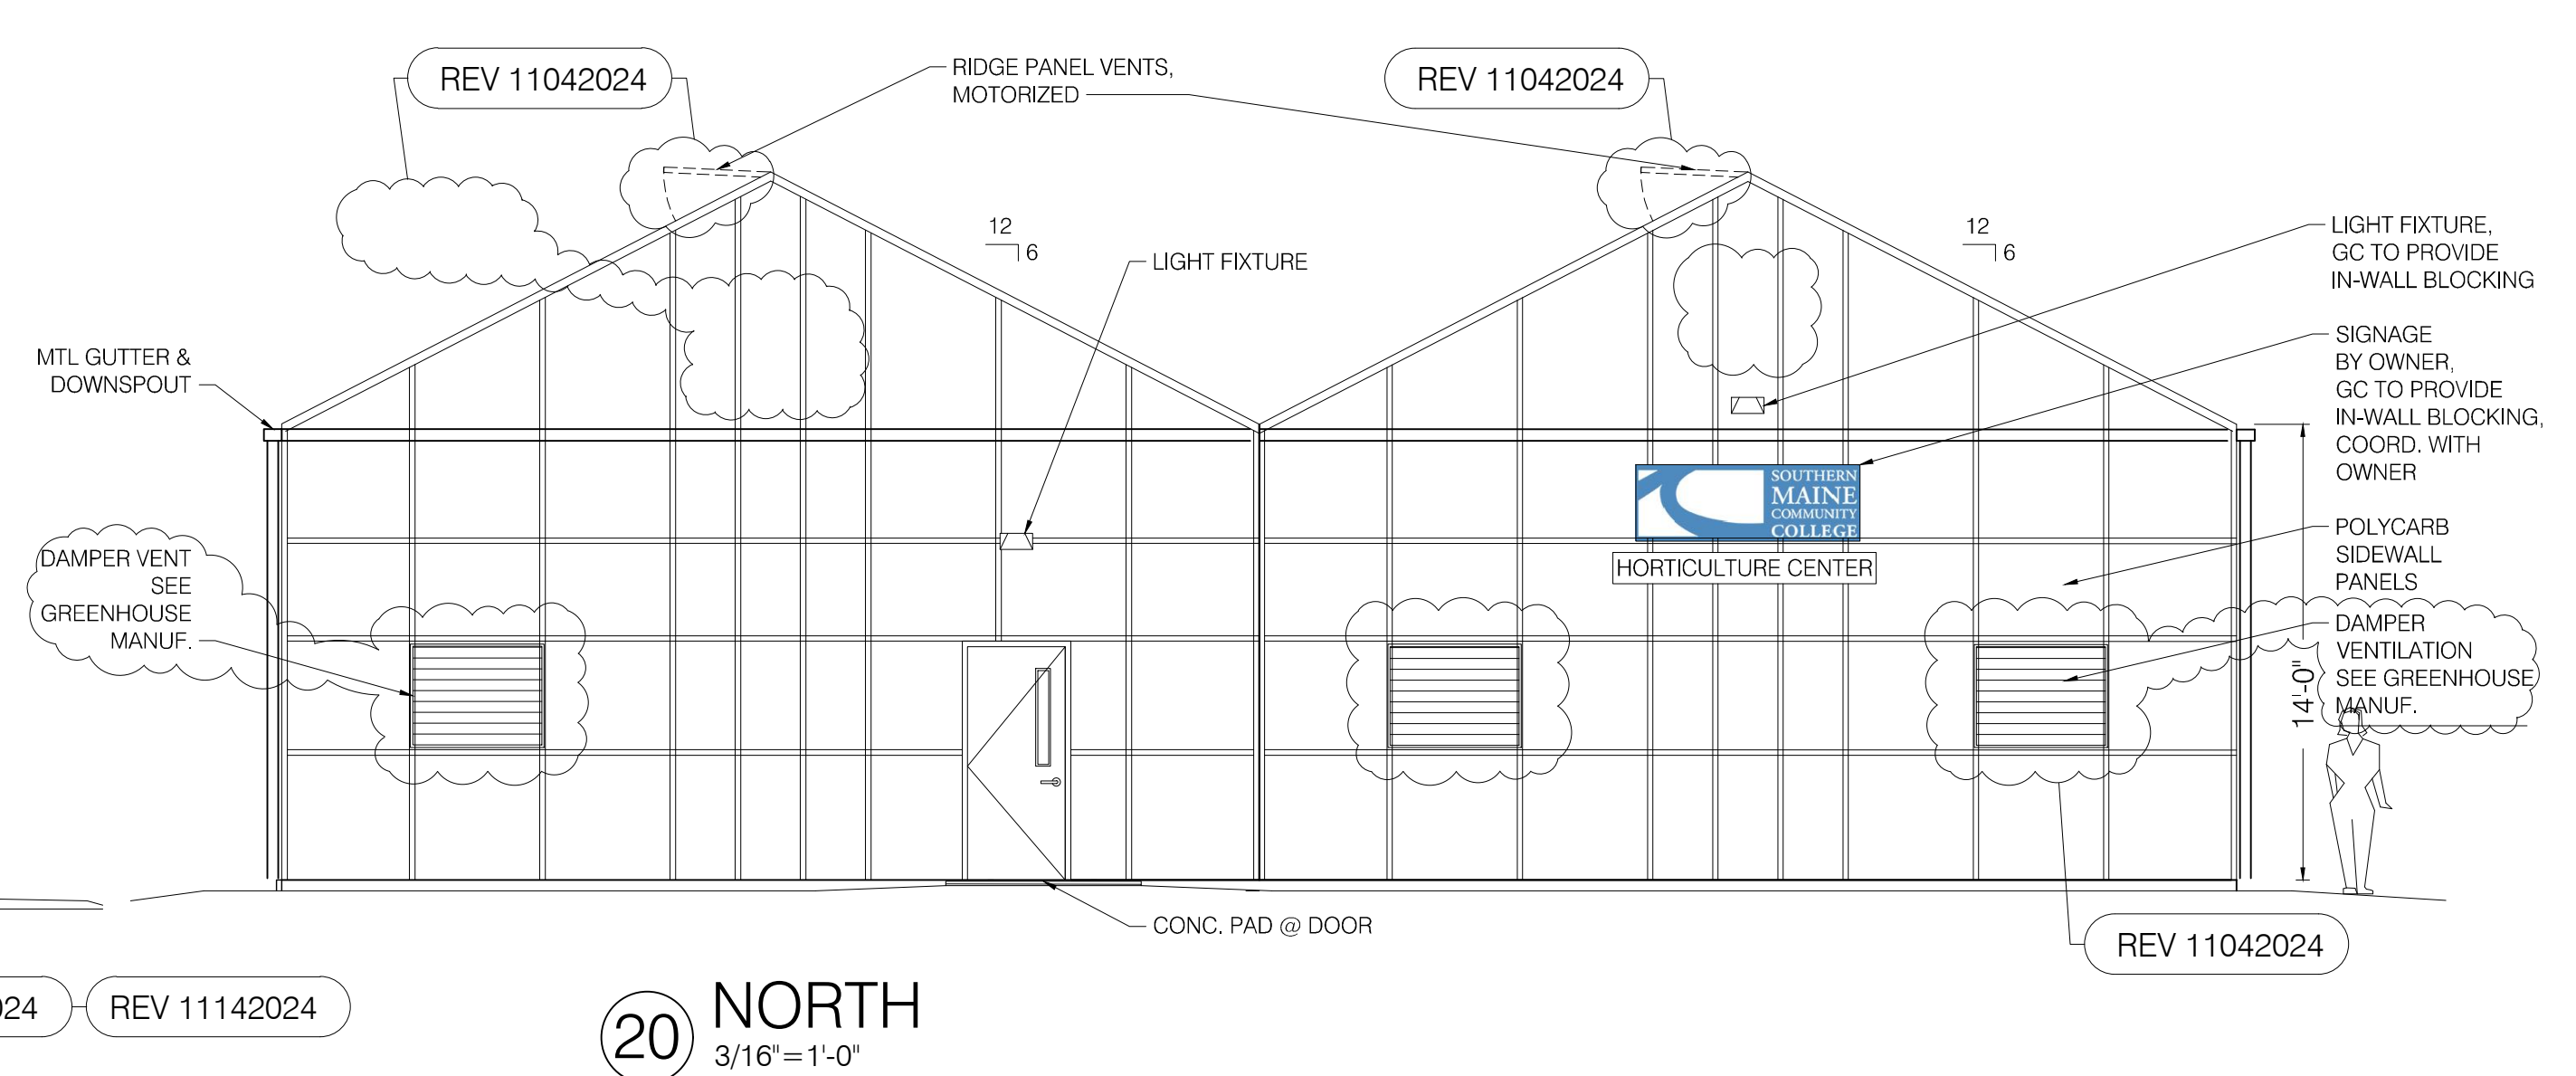 REV 11042024
RIDGE PANEL VENTS,
MOTORIZED
REV 11042024
12
6
LIGHT FIXTURE
12
6
LIGHT FIXTURE,
GC TO PROVIDE
IN-WALL BLOCKING
MTL GUTTER &
DOWNSPOUT
SIGNAGE
BY OWNER,
GC TO PROVIDE
IN-WALL BLOCKING,
COORD. WITH
OWNER
SOUTHERN
MAINE
COMMUNITY
COLLEGE
HORTICULTURE CENTER
POLYCARB
SIDEWALL
PANELS
DAMPER VENT
SEE
GREENHOUSE
MANUF.
DAMPER
VENTILATION
SEE GREENHOUSE
MANUF.
14'-0"
CONC. PAD @ DOOR
REV 11042024
024
REV 11142024
20
NORTH
3/16"=1'-0"